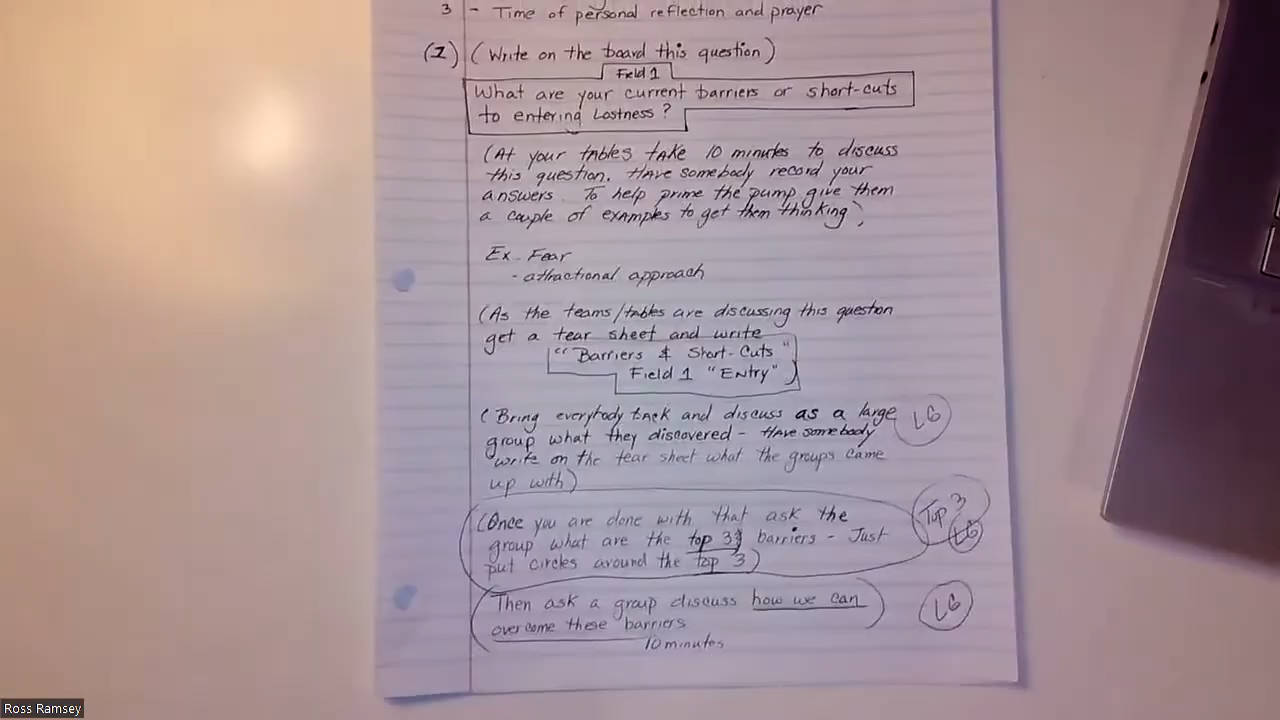 3 - Time of personal reflection and prayer
(1) (Write on the board this question)
Field 1
What are your current barriers or short-cuts
to entering Lostness?
(At your tables take 10 minutes to discuss
this question. Have somebody record your
answers. To help prime the pump give them
a couple of examples to get them thinking)
Ex - Fear
- attractional approach
(As the teams/tables are discussing this question
get a tear sheet and write
"Barriers & Short-Cuts"
Field 1 "Entry")
(Bring everybody back and discuss as a large
group what they discovered - Have somebody
write on the tear sheet what the groups came
up with)
LG
(Once you are done with that ask the
group what are the top 3 barriers - Just
put circles around the top 3)
Top 3
LG
Then ask a group discuss how we can
overcome these barriers
10 minutes
LG
Ross Ramsey